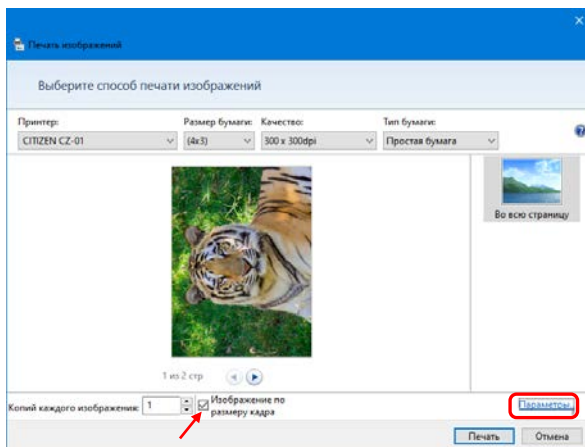 Печать изображений
Выберите способ печати изображений
Принтер: Размер бумаги: Качество: Тип бумаги:
CITIZEN CZ-01 (4x3) 300 x 300dpi Простая бумага
Во всю страницу
1 из 2 стр
Копий каждого изображения: 1 Изображение по
размеру кадра
Параметры...
Печать Отмена